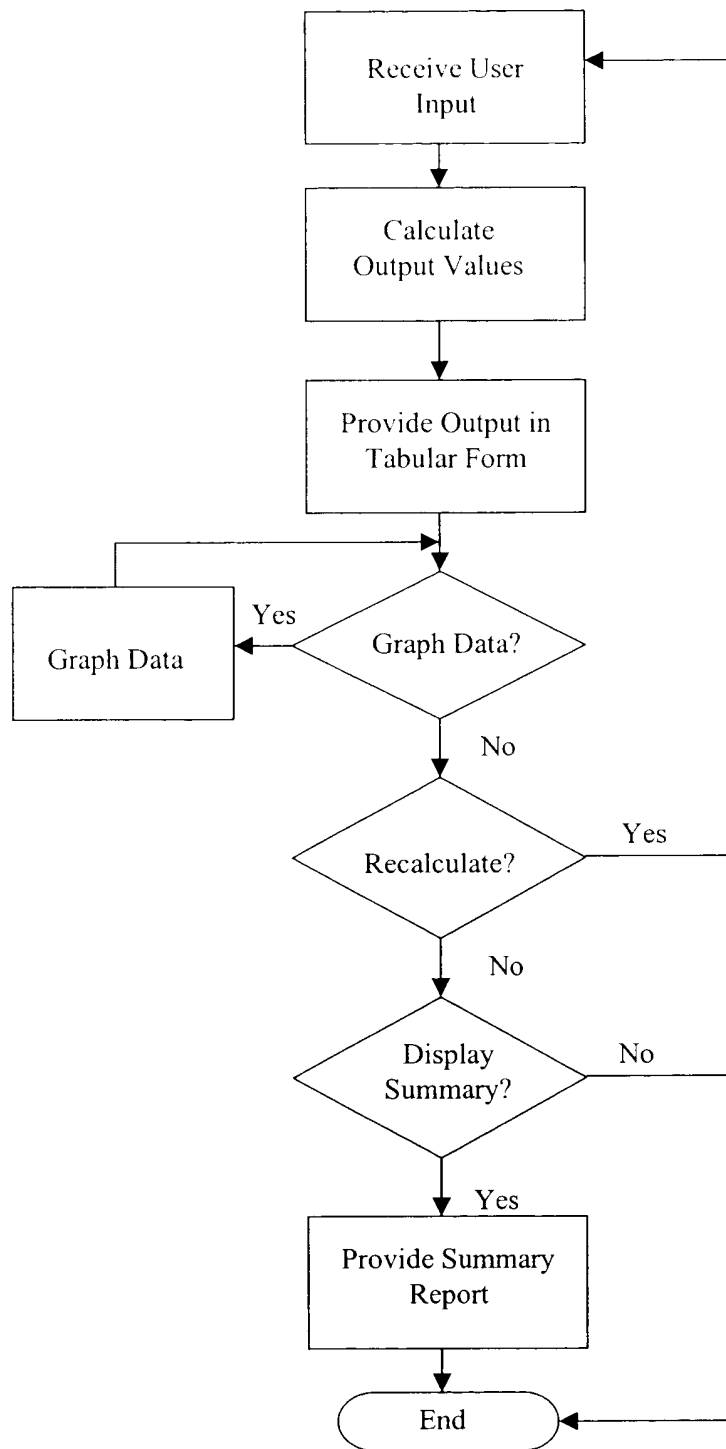 Receive User
Input
Calculate
Output Values
Provide Output in
Tabular Form
Yes
Graph Data
Graph Data?
No
Recalculate?
Yes
No
Display
Summary?
No
Yes
Provide Summary
Report
End